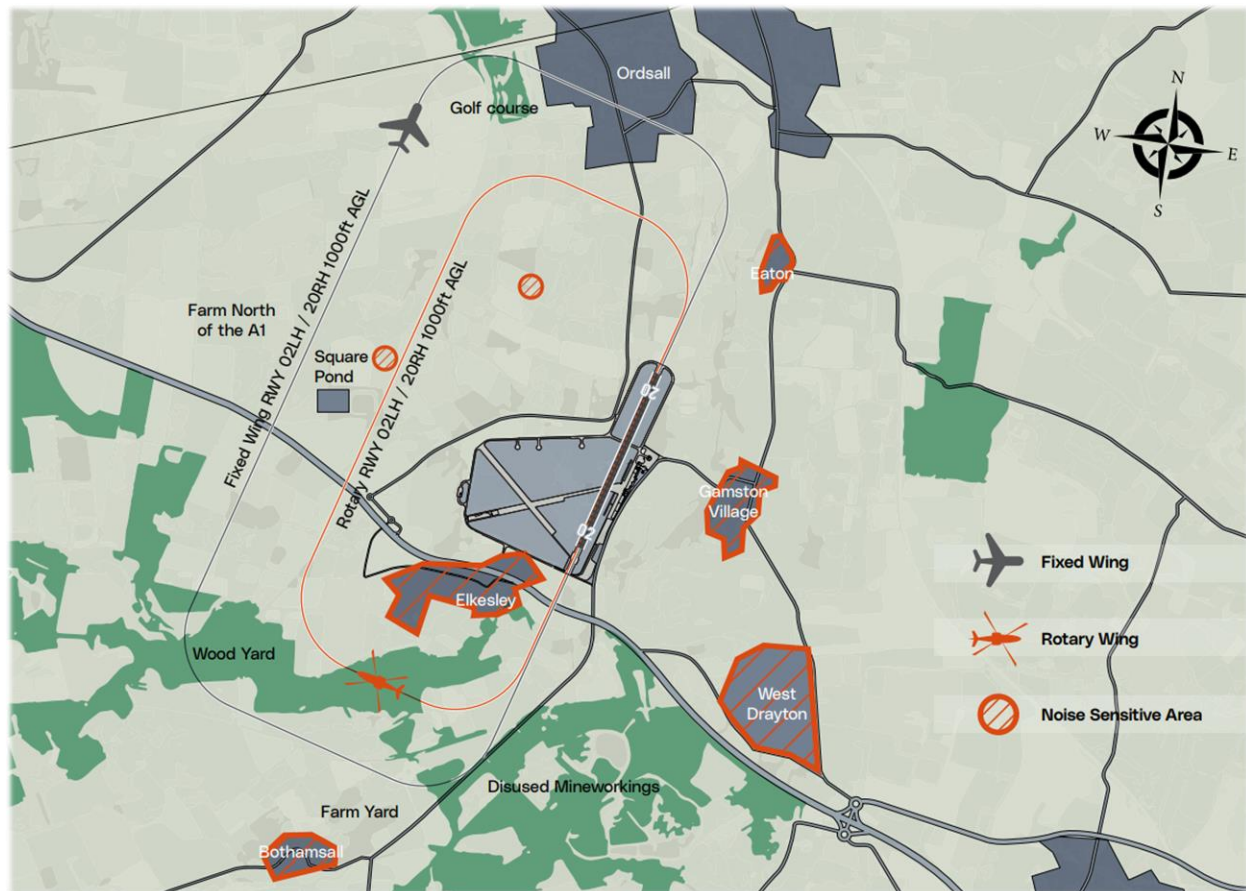 Ordsall
Golf course
N
W
E
S
Eaton
Fixed Wing RWY 02LH / 20RH 1000ft AGL
Rotary RWY 02LH / 20RH 1000ft AGL
Farm North
of the A1
Square
Pond
20
02
Gamston
Village
Elkesley
Wood Yard
West
Drayton
Disused Mineworkings
Farm Yard
Bothamsall
Fixed Wing
Rotary Wing
Noise Sensitive Area